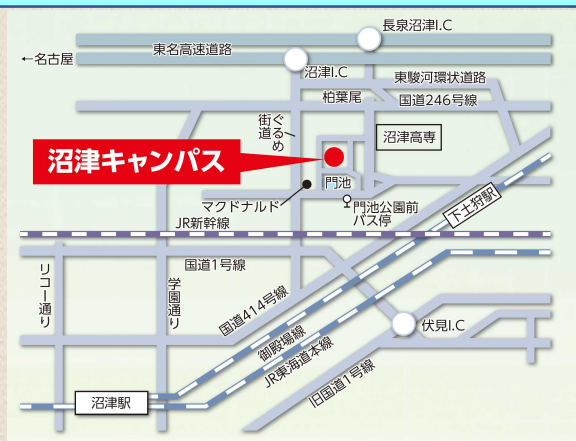 長泉沼津I.C
東名高速道路
←名古屋
沼津I.C
東駿河環状道路
柏葉尾
国道246号線
ぐるめ
街道
沼津高専
沼津キャンパス
門池
マクドナルド
門池公園前
バス停
下土狩駅
JR新幹線
国道1号線
リコー通り
学園通り
国道414号線
御殿場線
JR東海道本線
伏見I.C
旧国道1号線
沼津駅